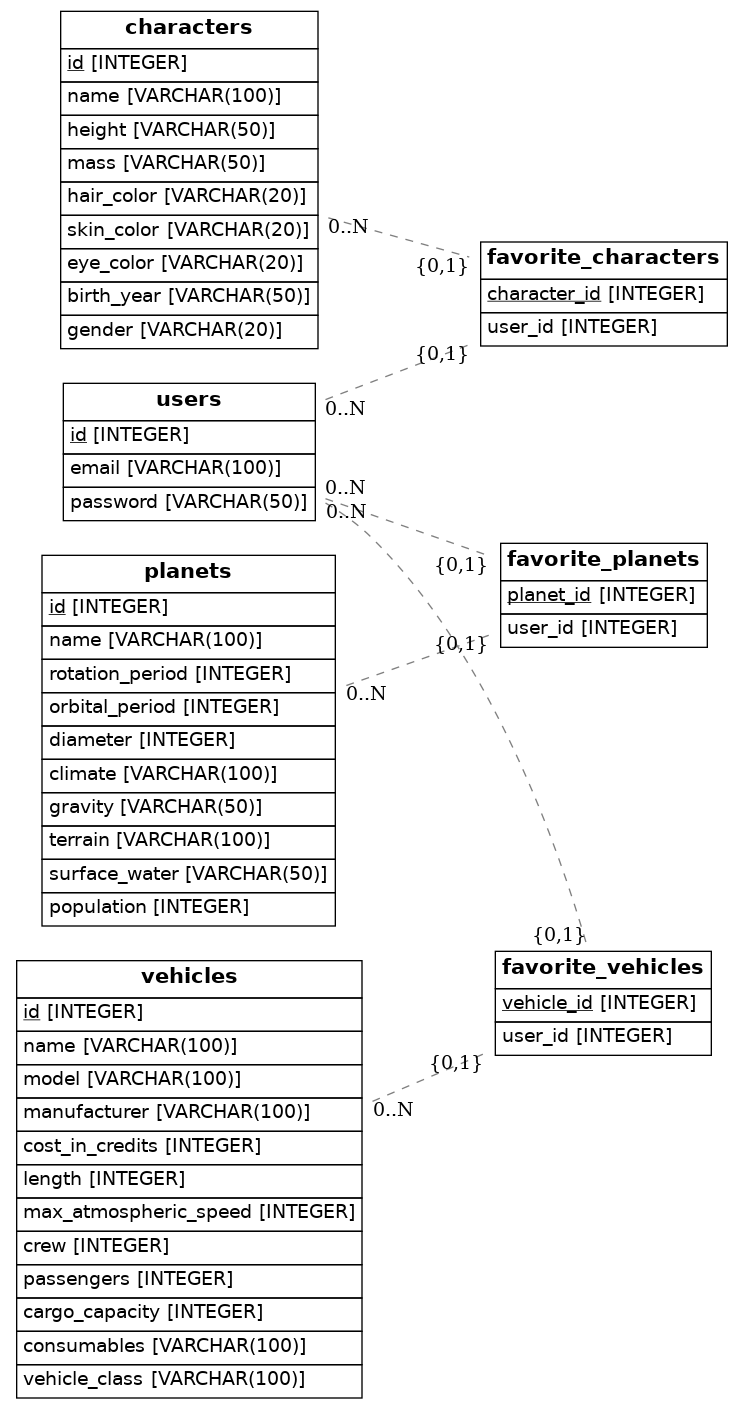 characters
id [INTEGER]
name [VARCHAR(100)]
height [VARCHAR(50)]
mass [VARCHAR(50)]
hair_color [VARCHAR(20)]
skin_color [VARCHAR(20)]
eye_color [VARCHAR(20)]
birth_year [VARCHAR(50)]
gender [VARCHAR(20)]
0..N
{0,1}
favorite_characters
character_id [INTEGER]
user_id [INTEGER]
{0,1}
0..N
users
id [INTEGER]
email [VARCHAR(100)]
password [VARCHAR(50)]
0..N
0..N
{0,1}
favorite_planets
planet_id [INTEGER]
user_id [INTEGER]
{0,1}
0..N
planets
id [INTEGER]
name [VARCHAR(100)]
rotation_period [INTEGER]
orbital_period [INTEGER]
diameter [INTEGER]
climate [VARCHAR(100)]
gravity [VARCHAR(50)]
terrain [VARCHAR(100)]
surface_water [VARCHAR(50)]
population [INTEGER]
{0,1}
favorite_vehicles
vehicle_id [INTEGER]
user_id [INTEGER]
{0,1}
0..N
vehicles
id [INTEGER]
name [VARCHAR(100)]
model [VARCHAR(100)]
manufacturer [VARCHAR(100)]
cost_in_credits [INTEGER]
length [INTEGER]
max_atmospheric_speed [INTEGER]
crew [INTEGER]
passengers [INTEGER]
cargo_capacity [INTEGER]
consumables [VARCHAR(100)]
vehicle_class [VARCHAR(100)]